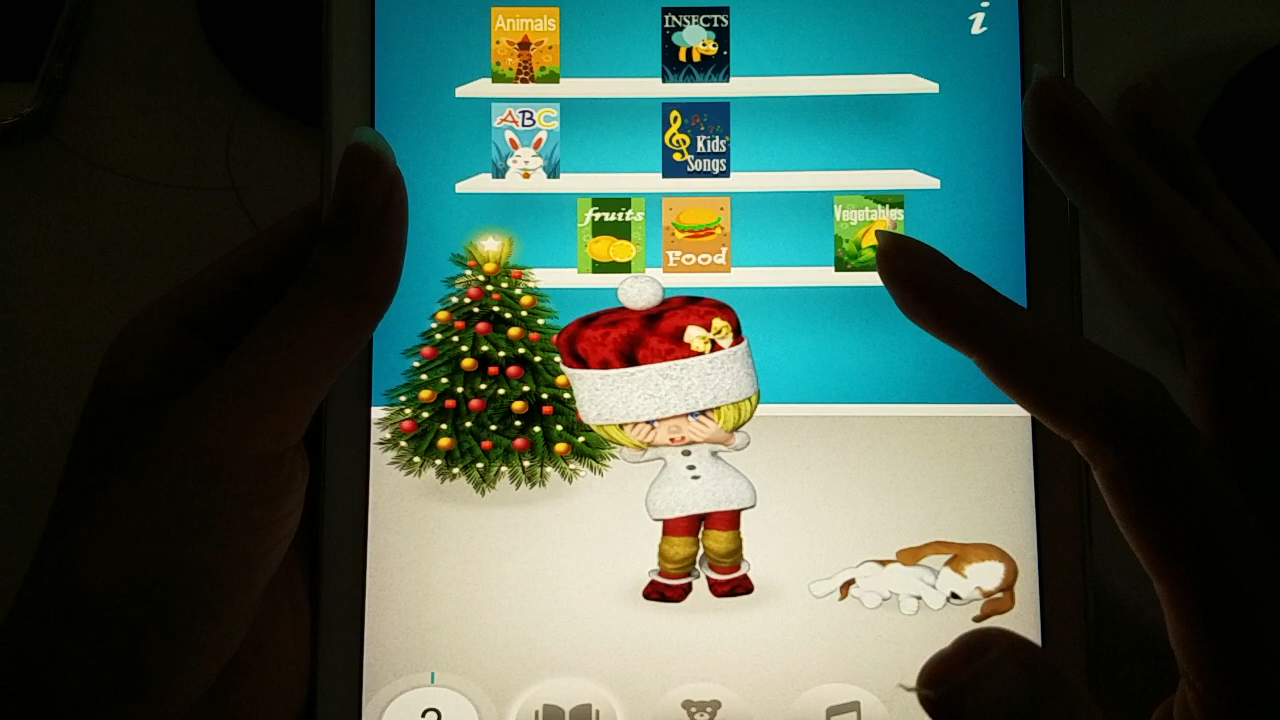 Animals
INSECTS
i
ABC
Kids
Songs
fruits
Food
Vegetables
?